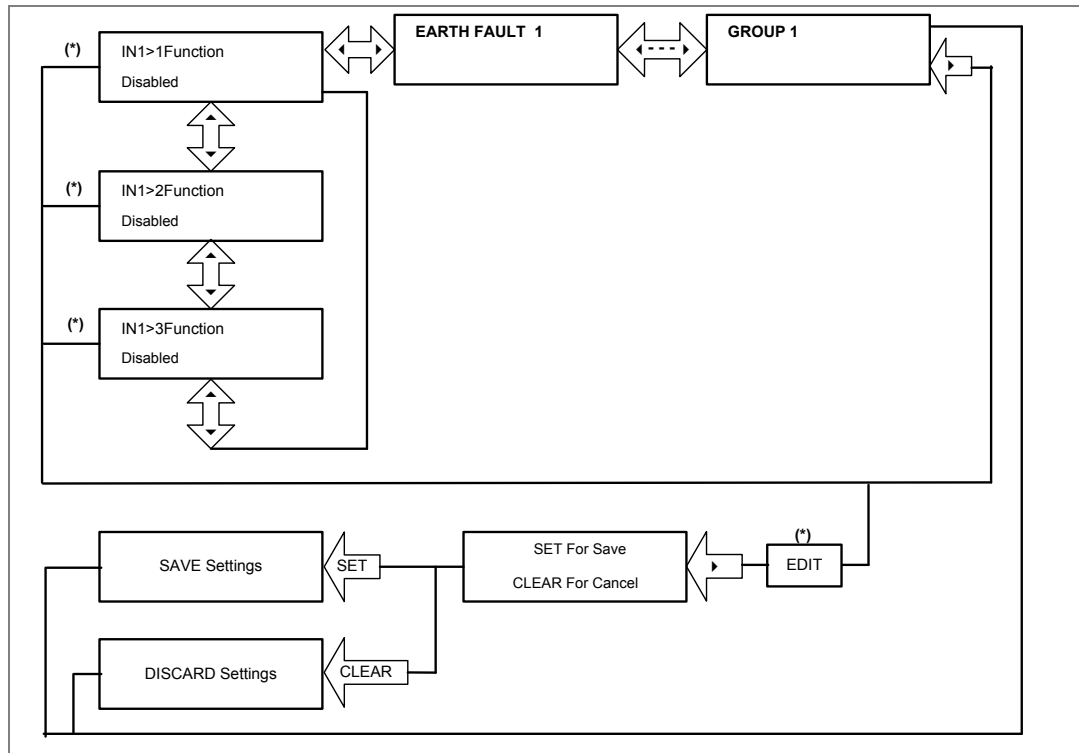 (*)
IN1>1Function
Disabled
EARTH FAULT 1
GROUP 1
(*)
IN1>2Function
Disabled
(*)
IN1>3Function
Disabled
(*)
SAVE Settings
SET
SET For Save
CLEAR For Cancel
EDIT
DISCARD Settings
CLEAR